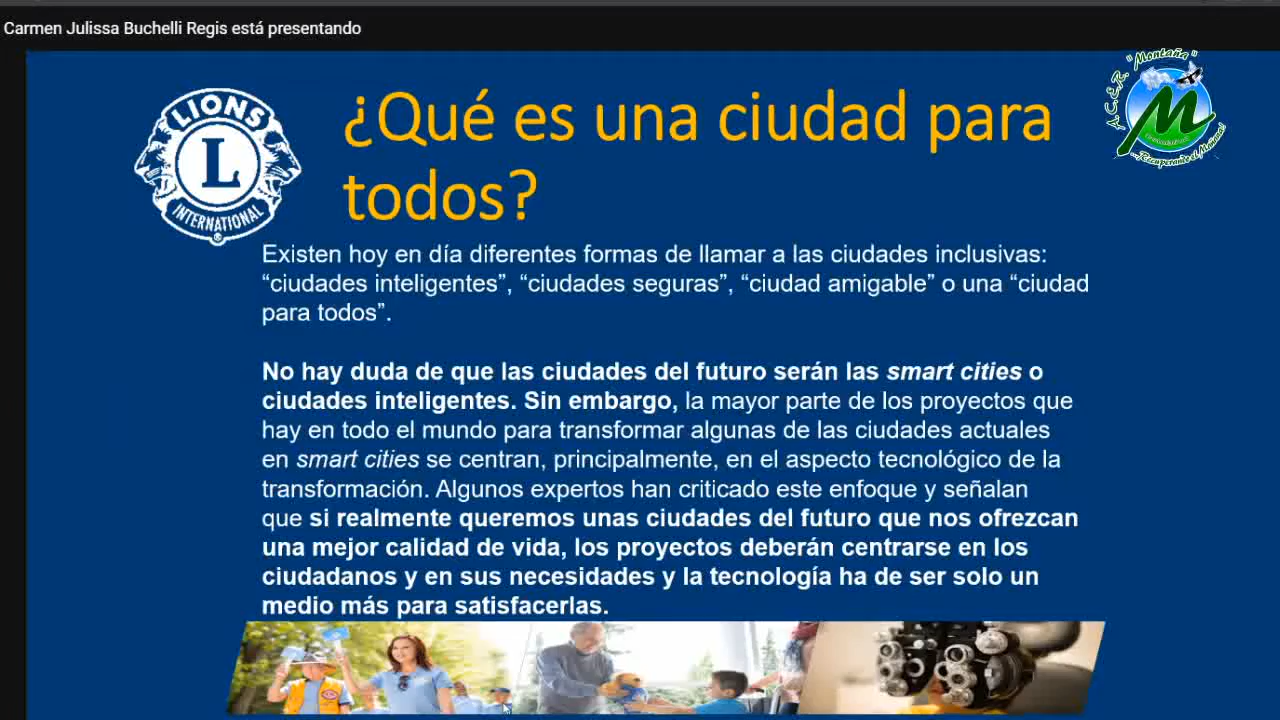 Carmen Julissa Buchelli Regis está presentando
LIONS
L
INTERNATIONAL
®
¿Qué es una ciudad para
todos?
A.C.E.R. "Montaña"
M
...Recuperando el Mañana!
Existen hoy en día diferentes formas de llamar a las ciudades inclusivas:
“ciudades inteligentes”, “ciudades seguras”, “ciudad amigable” o una “ciudad
para todos”.
No hay duda de que las ciudades del futuro serán las smart cities o
ciudades inteligentes. Sin embargo, la mayor parte de los proyectos que
hay en todo el mundo para transformar algunas de las ciudades actuales
en smart cities se centran, principalmente, en el aspecto tecnológico de la
transformación. Algunos expertos han criticado este enfoque y señalan
que si realmente queremos unas ciudades del futuro que nos ofrezcan
una mejor calidad de vida, los proyectos deberán centrarse en los
ciudadanos y en sus necesidades y la tecnología ha de ser solo un
medio más para satisfacerlas.